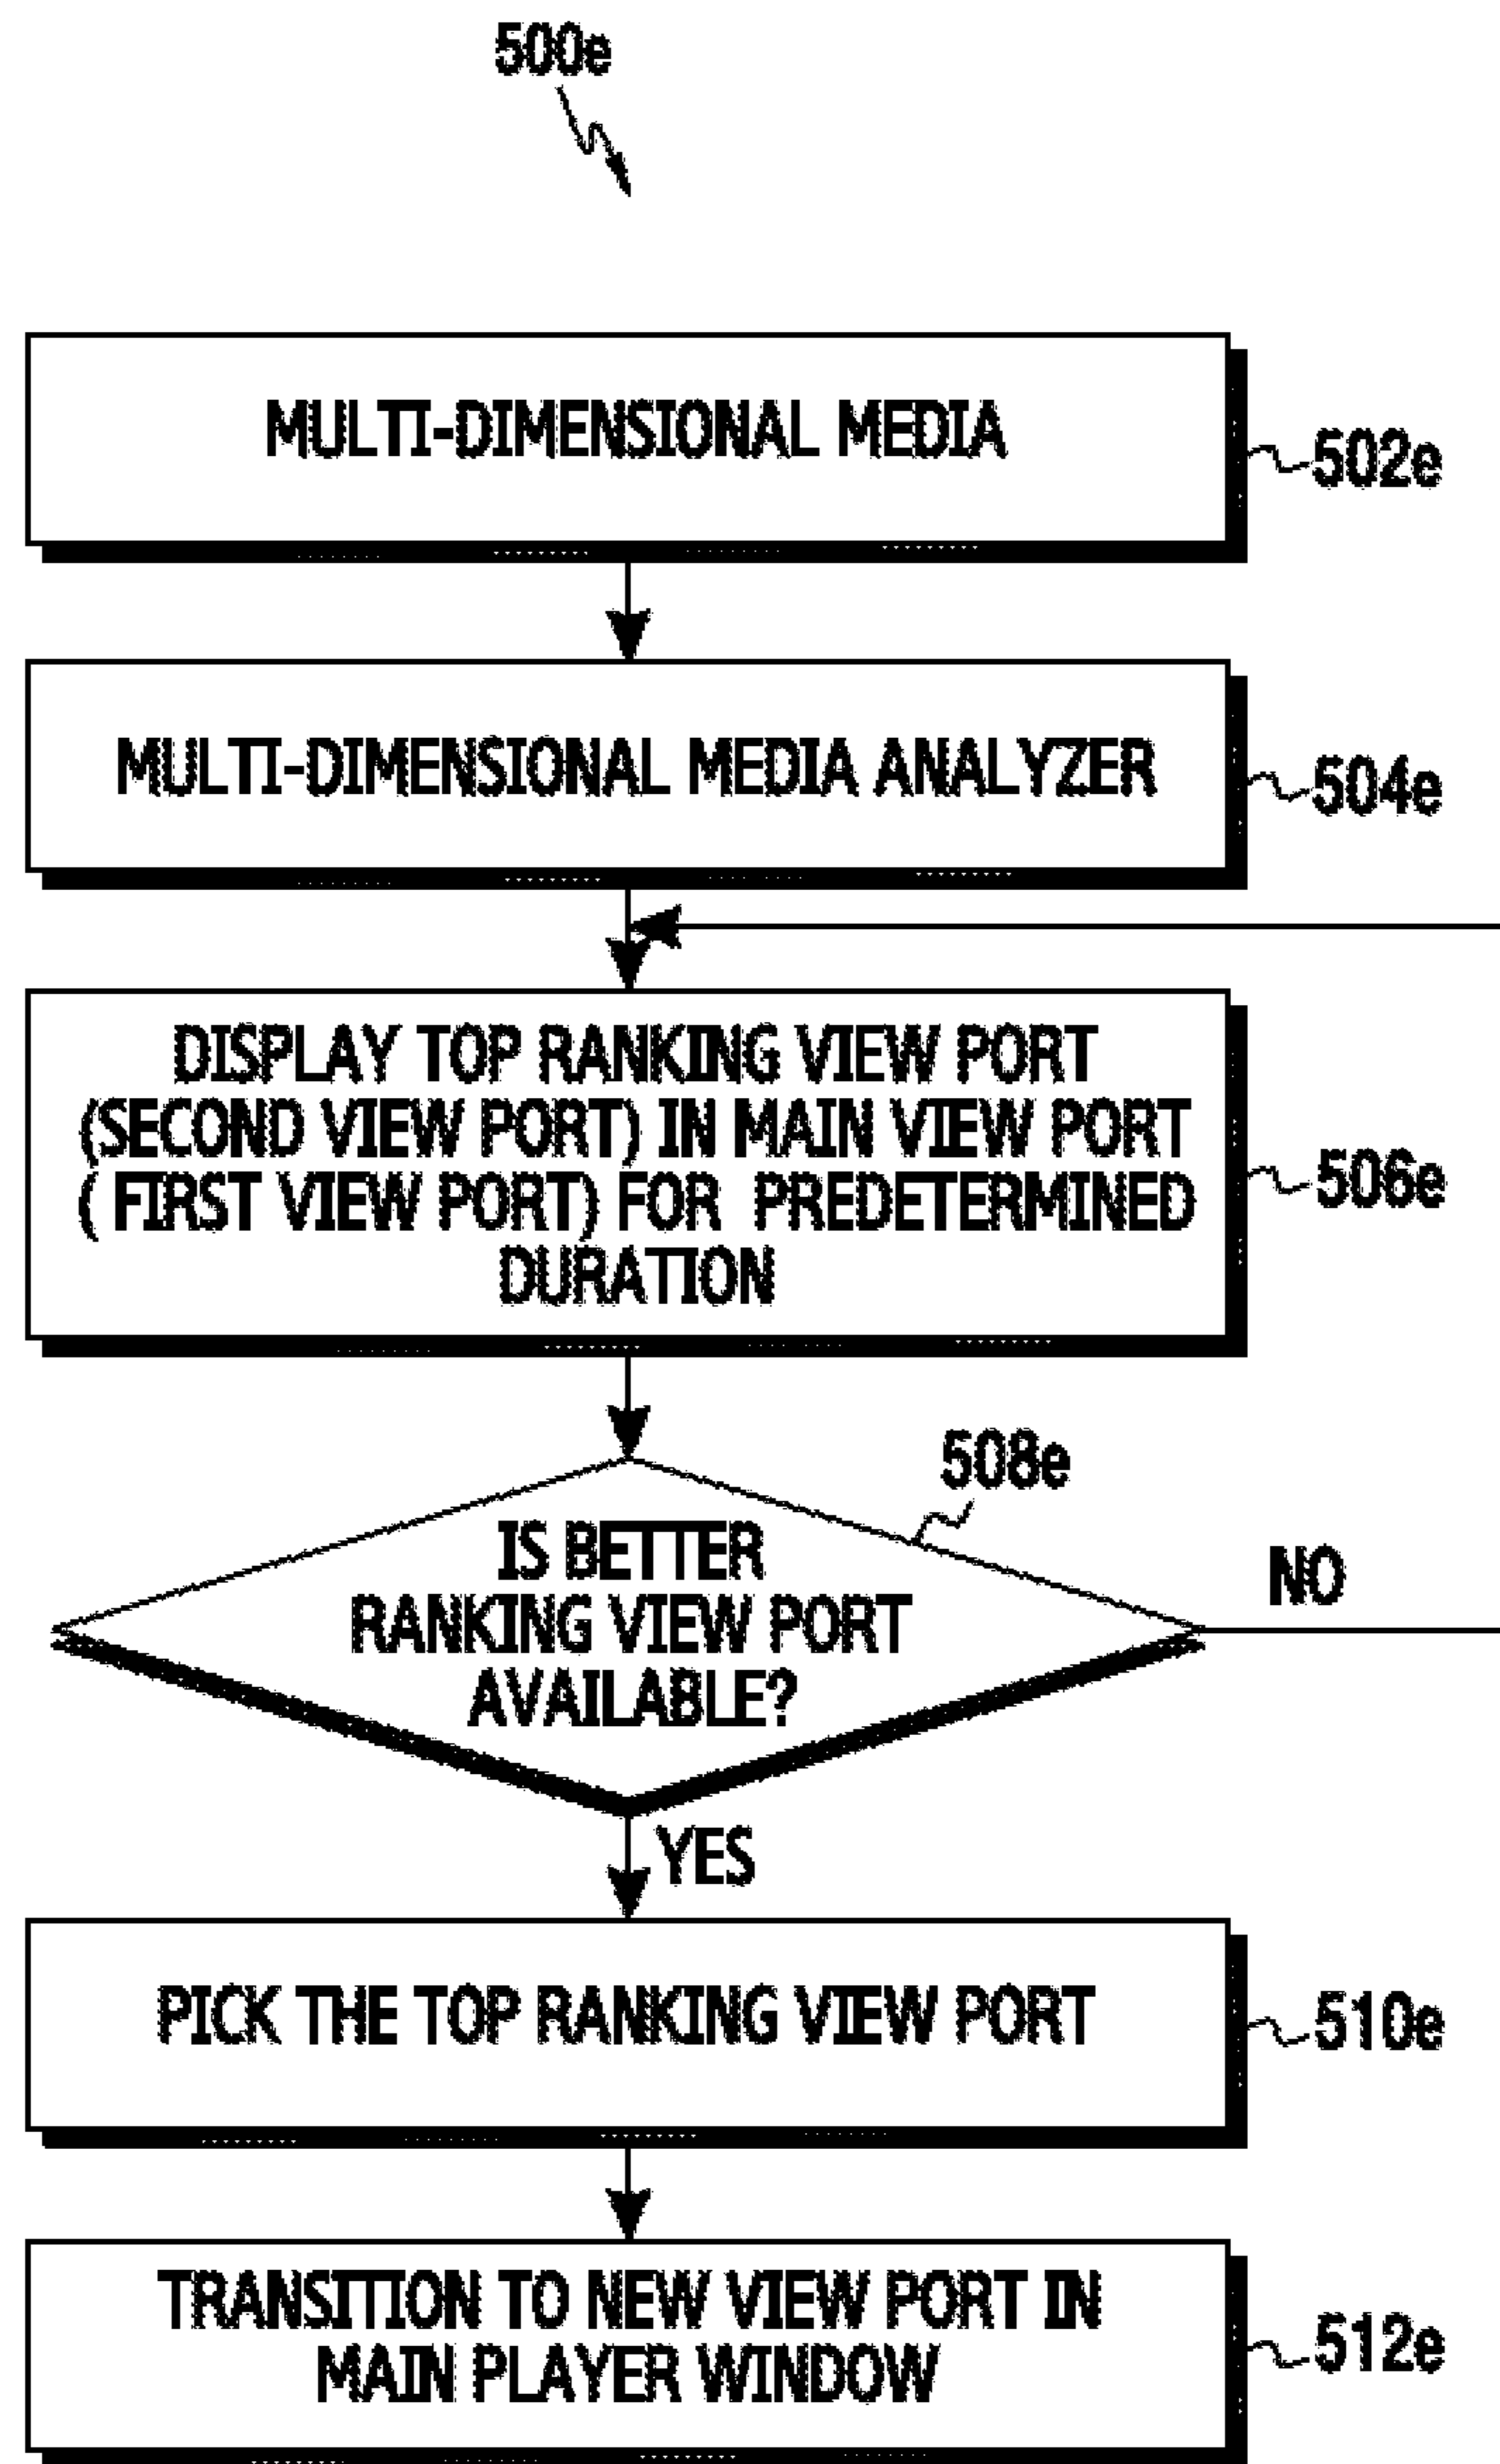 500e
MULTI-DIMENSIONAL MEDIA
502e
MULTI-DIMENSIONAL MEDIA ANALYZER
504e
DISPLAY TOP RANKING VIEW PORT
(SECOND VIEW PORT) IN MAIN VIEW PORT
( FIRST VIEW PORT) FOR PREDETERMINED
DURATION
506e
508e
IS BETTER
RANKING VIEW PORT
AVAILABLE?
NO
YES
PICK THE TOP RANKING VIEW PORT
510e
TRANSITION TO NEW VIEW PORT IN
MAIN PLAYER WINDOW
512e